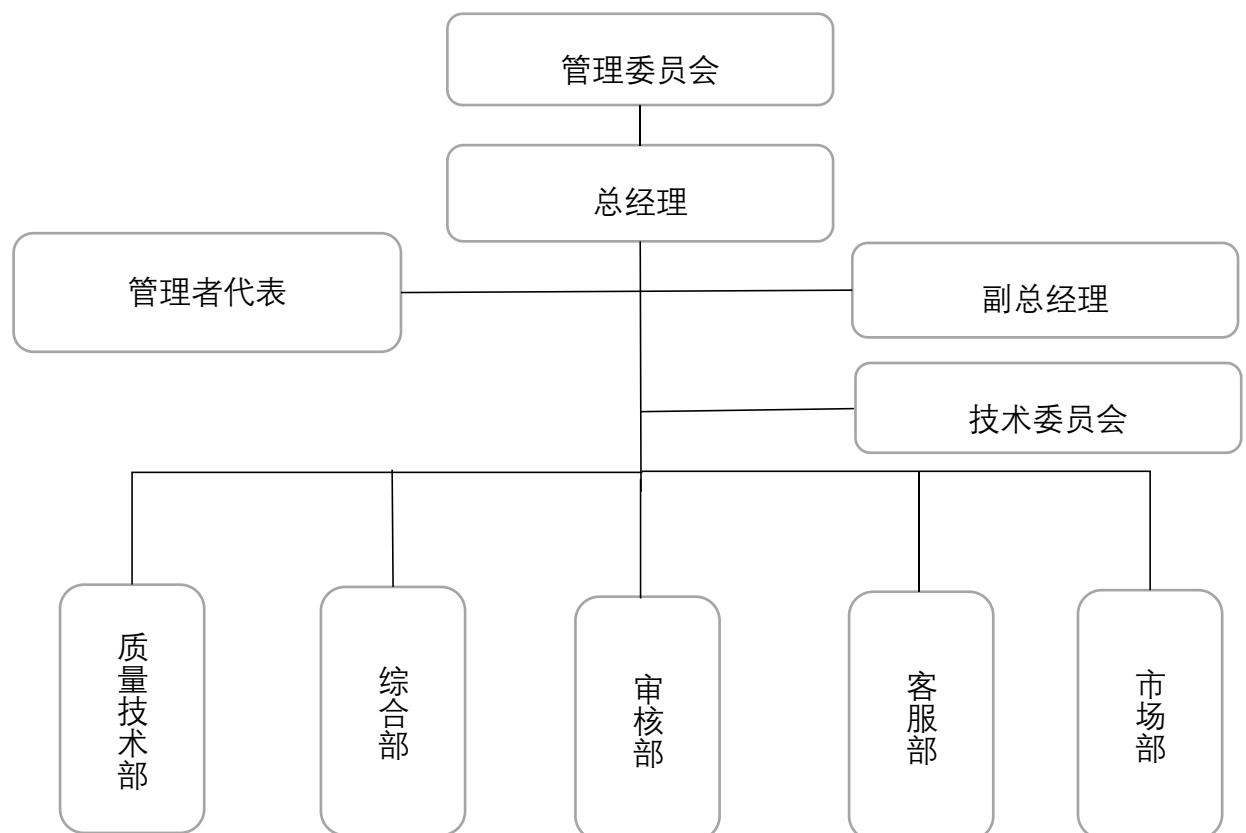 管理委员会
总经理
管理者代表
副总经理
技术委员会
质量技术部
综合部
审核部
客服部
市场部